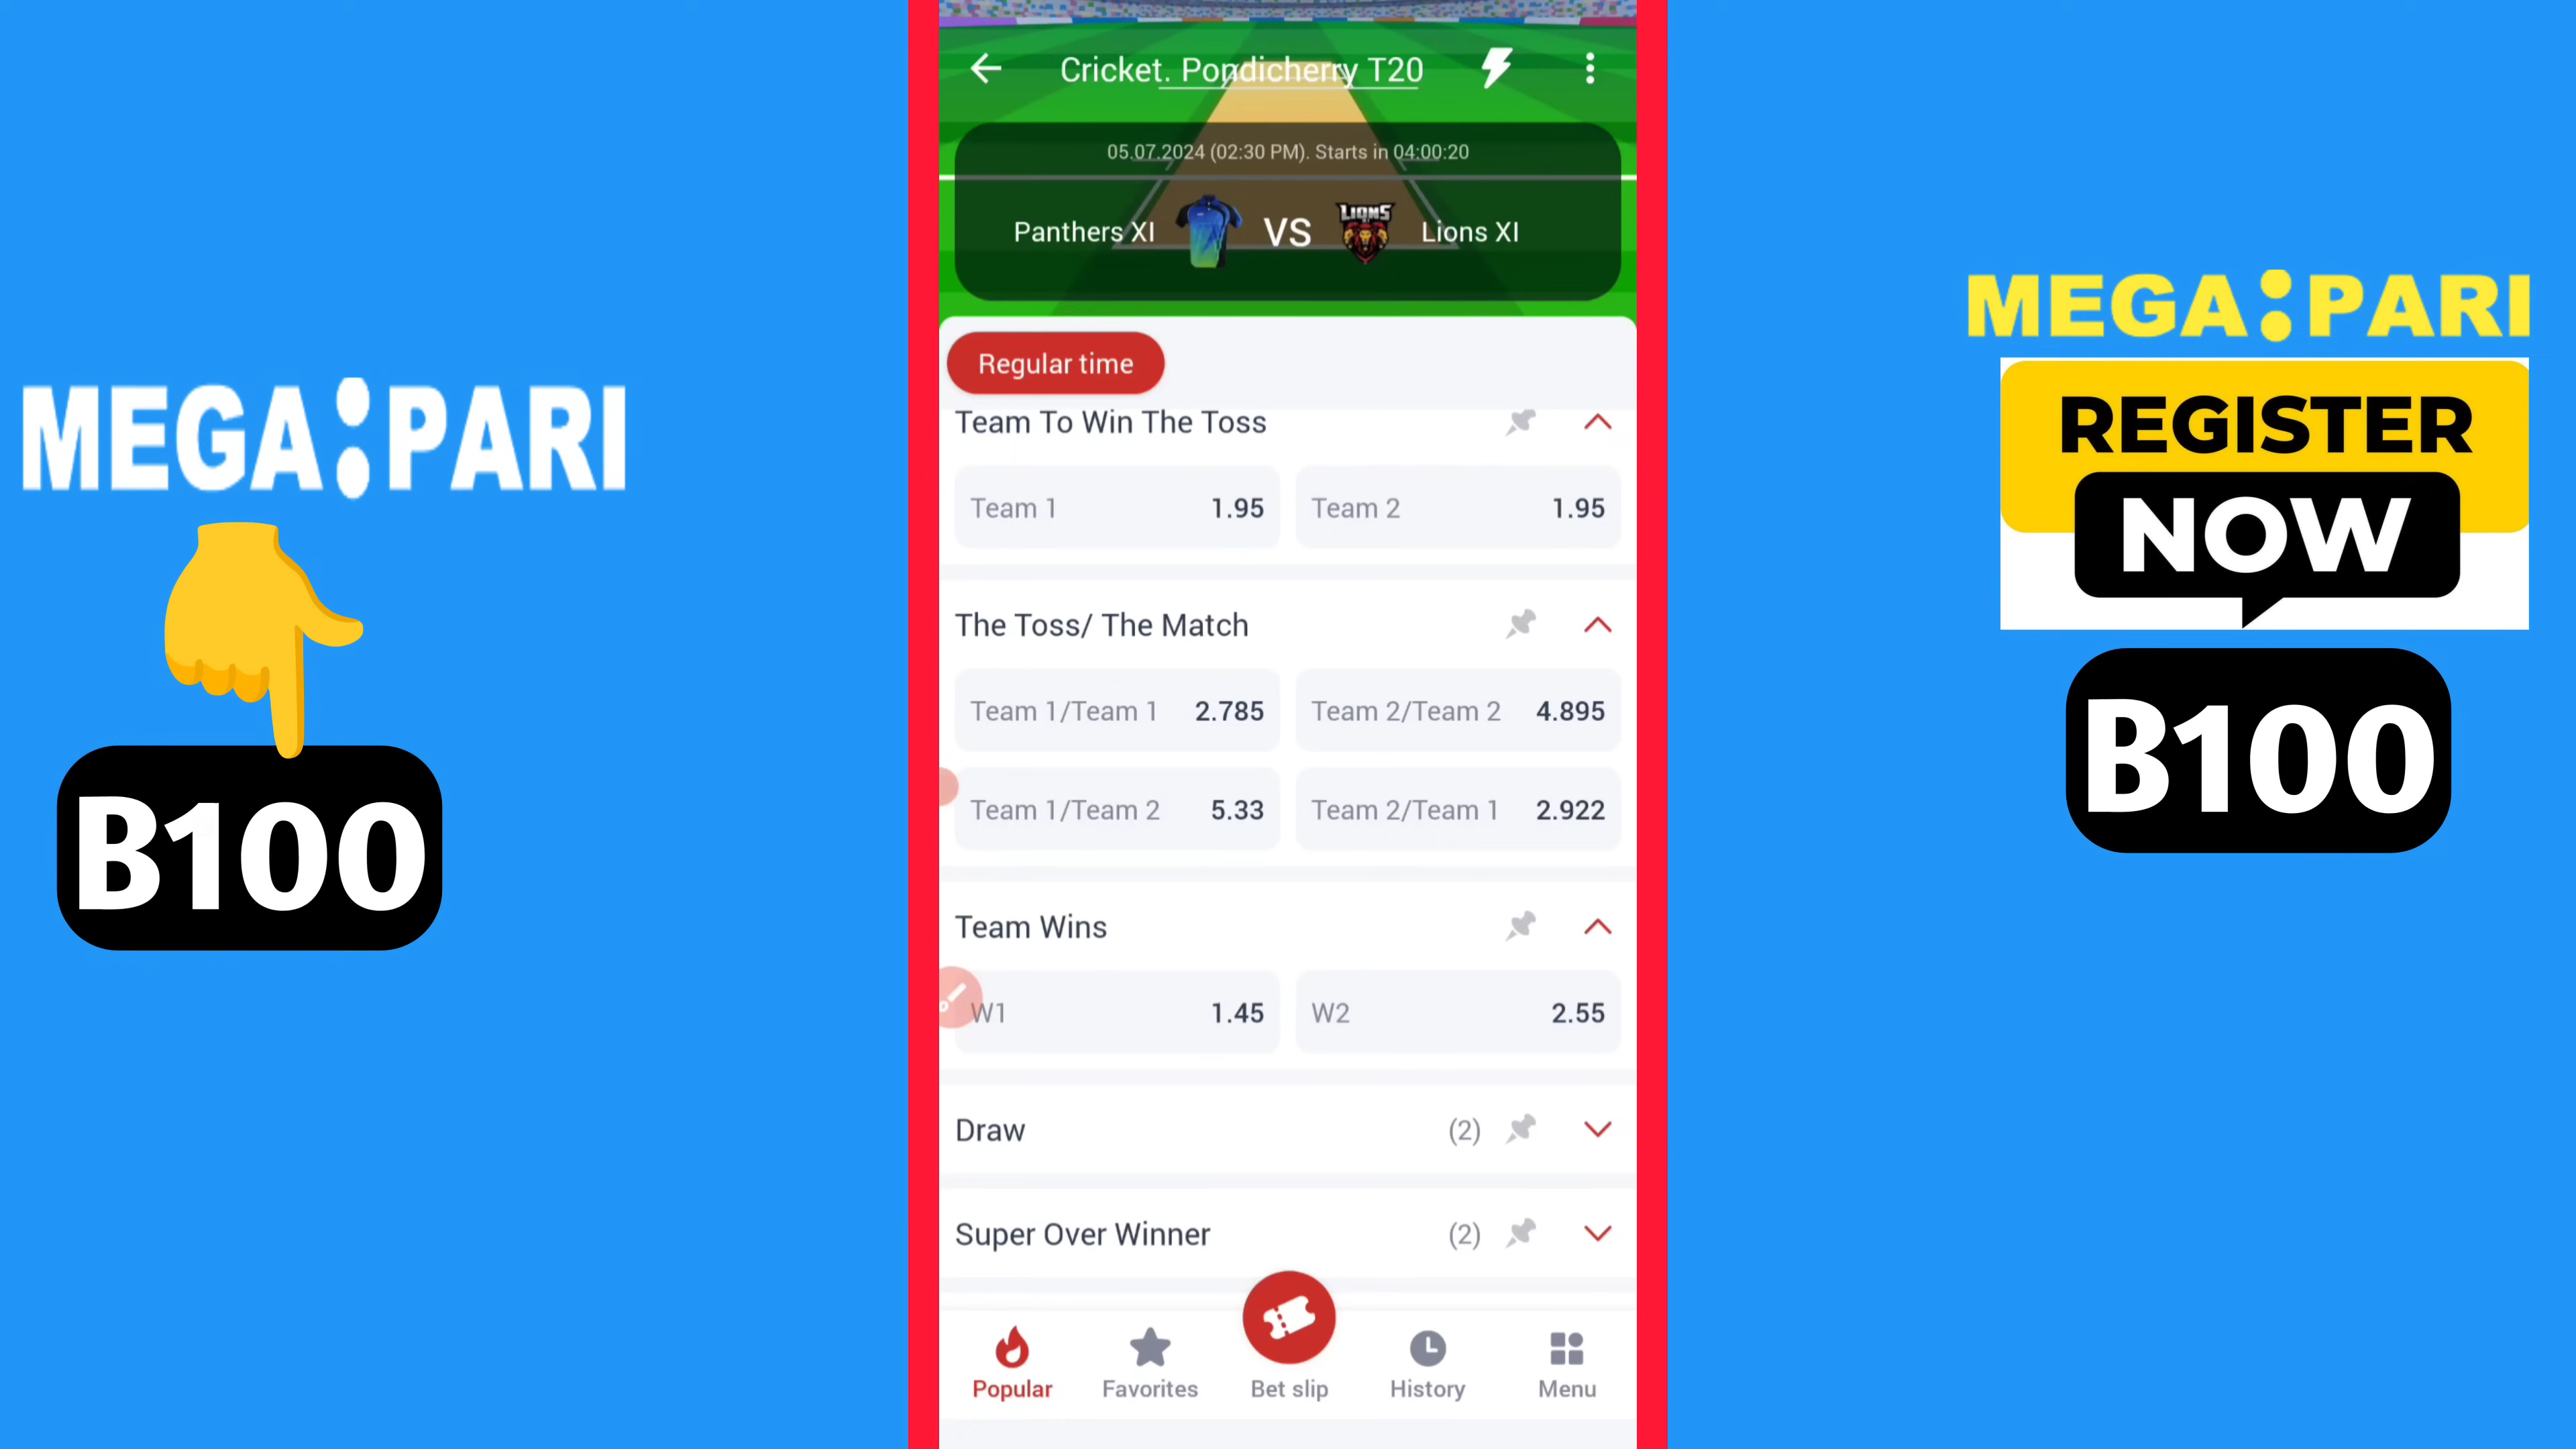 MEGA:PARI
B100
Cricket. Pondicherry T20
05.07.2024 (02:30 PM). Starts in 04:00:20
Panthers XI VS LIONS Lions XI
Regular time
Team To Win The Toss
Team 1 1.95 Team 2 1.95
The Toss/ The Match
Team 1/Team 1 2.785 Team 2/Team 2 4.895
Team 1/Team 2 5.33 Team 2/Team 1 2.922
Team Wins
W1 1.45 W2 2.55
Draw (2)
Super Over Winner (2)
Popular Favorites Bet slip History Menu
MEGA:PARI
REGISTER
NOW
B100